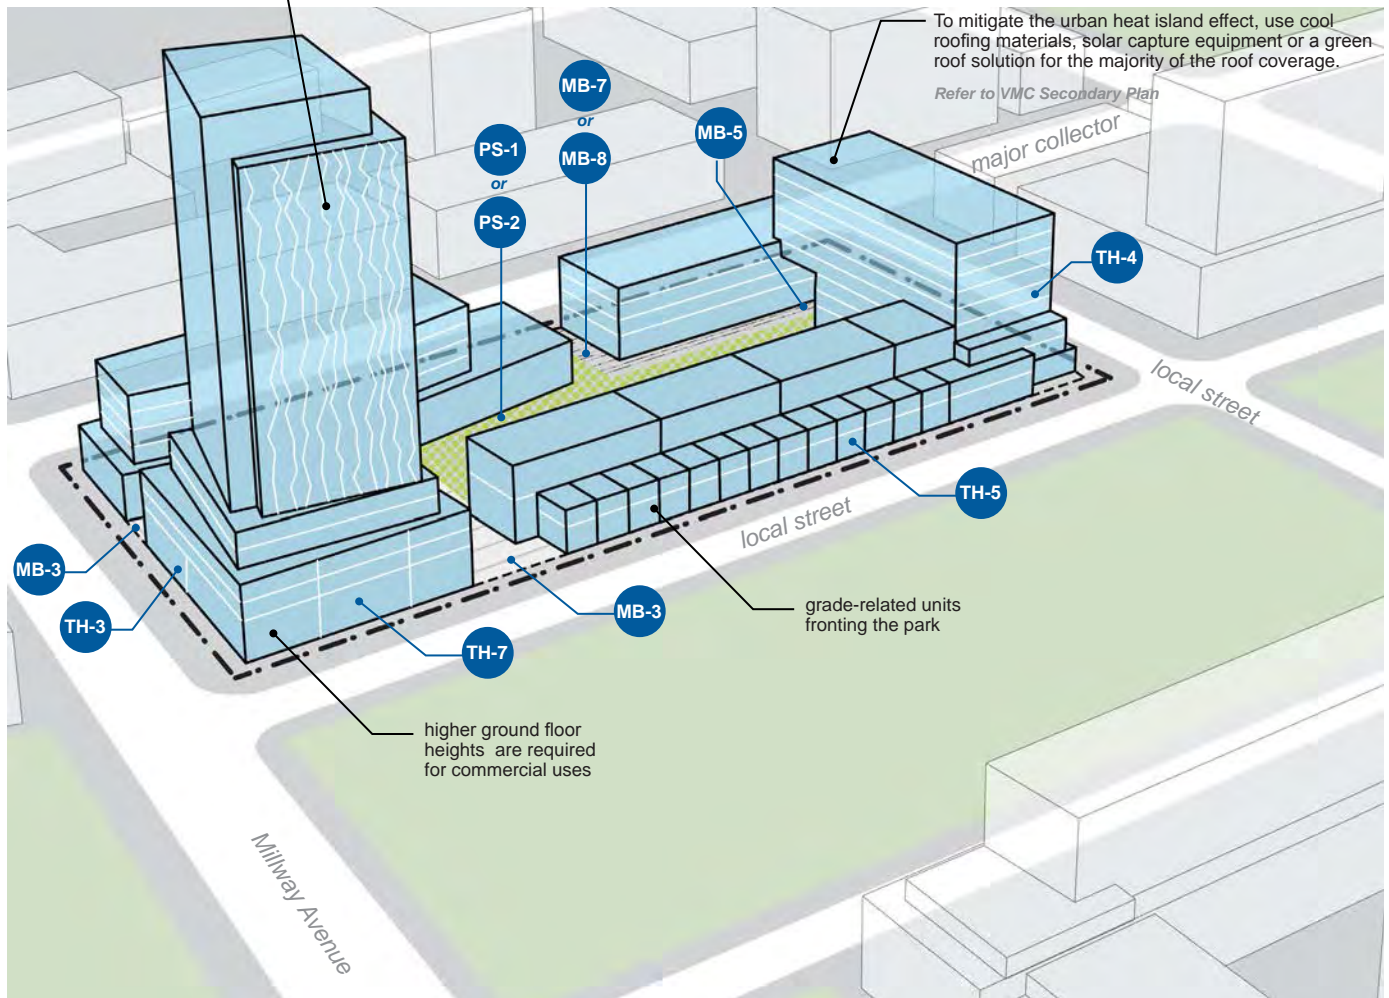 To mitigate the urban heat island effect, use cool
roofing materials, solar capture equipment or a green
roof solution for the majority of the roof coverage.
Refer to VMC Secondary Plan
major collector
MB-7
or
MB-8
PS-1
or
PS-2
MB-5
TH-4
local street
TH-5
local street
MB-3
TH-3
MB-3
TH-7
grade-related units
fronting the park
higher ground floor
heights are required
for commercial uses
Millway Avenue